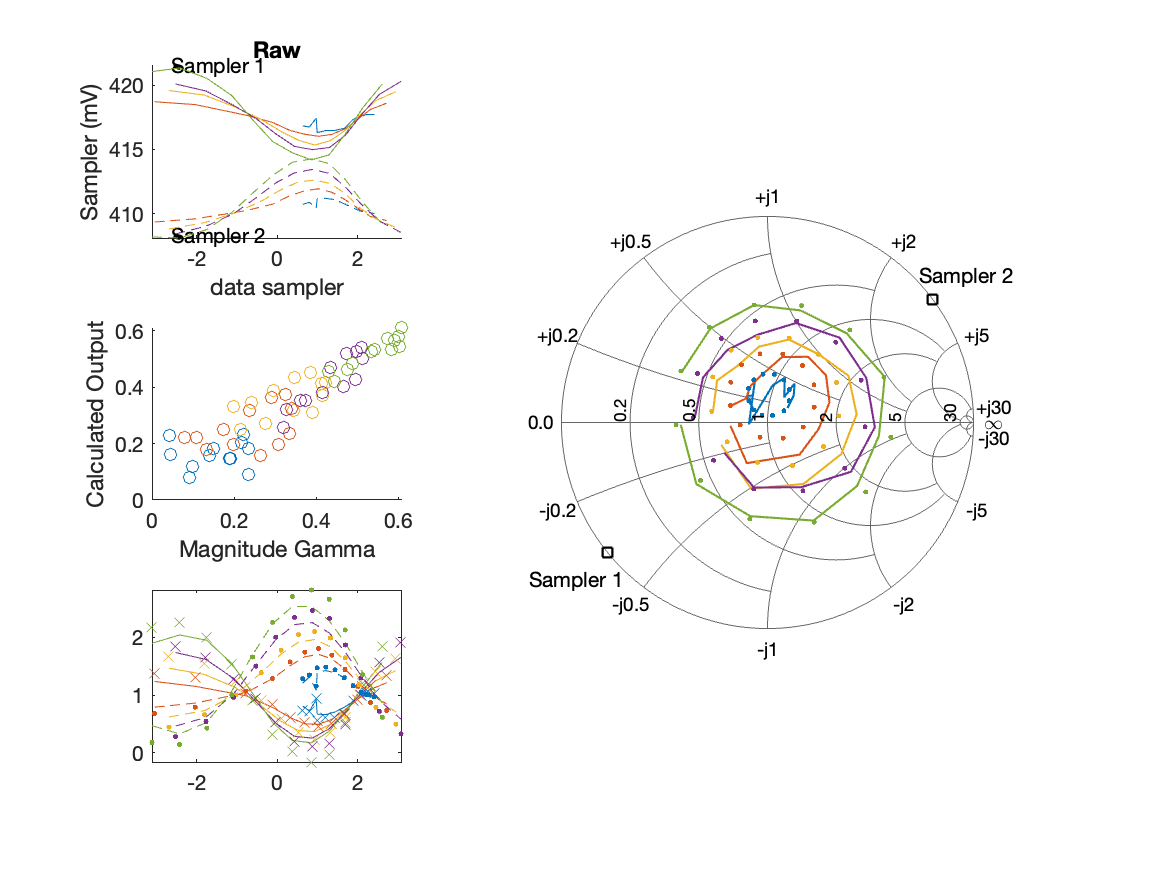 Raw
Sampler 1
Sampler 2
Sampler (mV)
420
415
410
-2
0
2
data sampler
Calculated Output
0.6
0.4
0.2
0
0
0.2
0.4
0.6
Magnitude Gamma
2
1
0
-2
0
2
+j1
+j0.5
+j2
Sampler 2
+j0.2
+j5
0.0
0.2
0.5
1
2
5
30
+j30
∞
-j30
-j0.2
-j5
Sampler 1
-j0.5
-j2
-j1